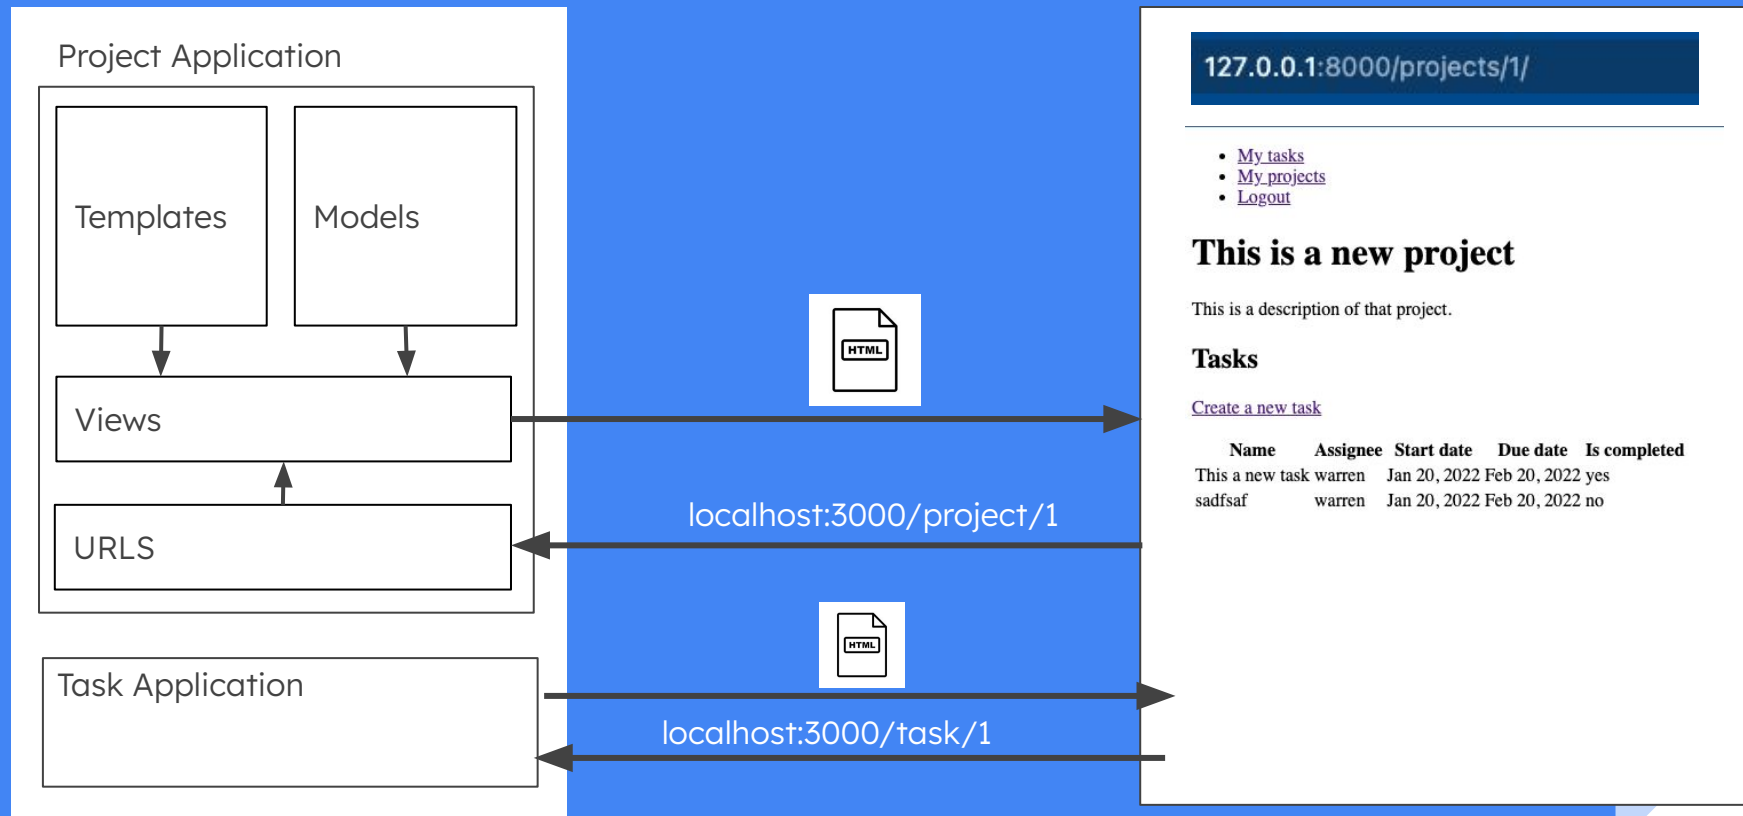 Project Application
Templates
Models
Views
URLS
Task Application
HTML
localhost:3000/project/1
HTML
localhost:3000/task/1
127.0.0.1:8000/projects/1/
My tasks
My projects
Logout
This is a new project
This is a description of that project.
Tasks
Create a new task
Name Assignee Start date Due date Is completed
This a new task warren Jan 20, 2022 Feb 20, 2022 yes
sadfsaf warren Jan 20, 2022 Feb 20, 2022 no